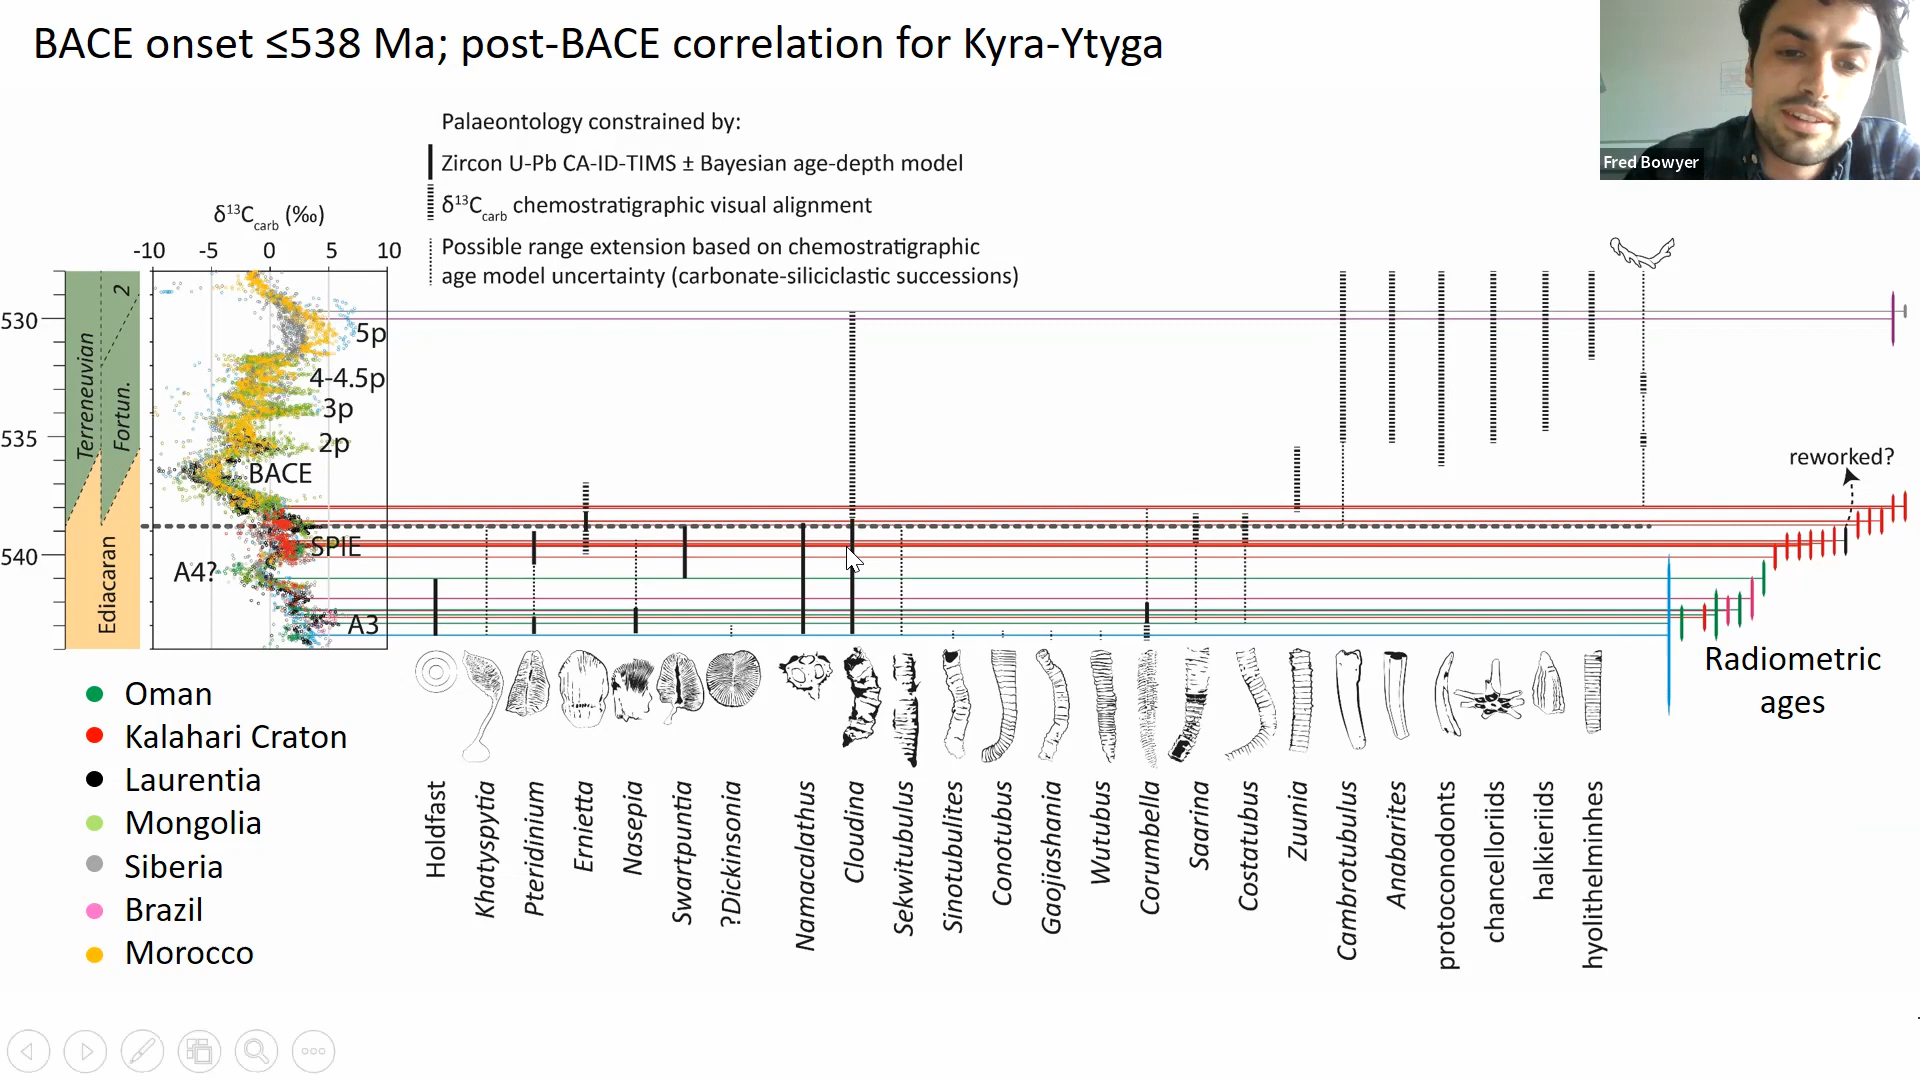 BACE onset ≤538 Ma; post-BACE correlation for Kyra-Ytyga
Fred Bowyer
Palaeontology constrained by:
Zircon U-Pb CA-ID-TIMS ± Bayesian age-depth model
δ13Ccarb chemostratigraphic visual alignment
Possible range extension based on chemostratigraphic
age model uncertainty (carbonate-siliciclastic successions)
δ13Ccarb (‰)
-10 -5 0 5 10
530
535
540
Terreneuvian
Fortun.
2
Ediacaran
5p
4-4.5p
3p
2p
BACE
SPIE
A4?
A3
reworked?
Radiometric
ages
Oman
Kalahari Craton
Laurentia
Mongolia
Siberia
Brazil
Morocco
Holdfast
Khatyspytia
Pteridinium
Ernietta
Nasepia
Swartpuntia
?Dickinsonia
Namacalathus
Cloudina
Sekwitubulus
Sinotubulites
Conotubus
Gaojiashania
Wutubus
Corumbella
Saarina
Costatubus
Zuunia
Cambrotubulus
Anabarites
protoconodonts
chancelloriids
halkieriids
hyolithelminhes